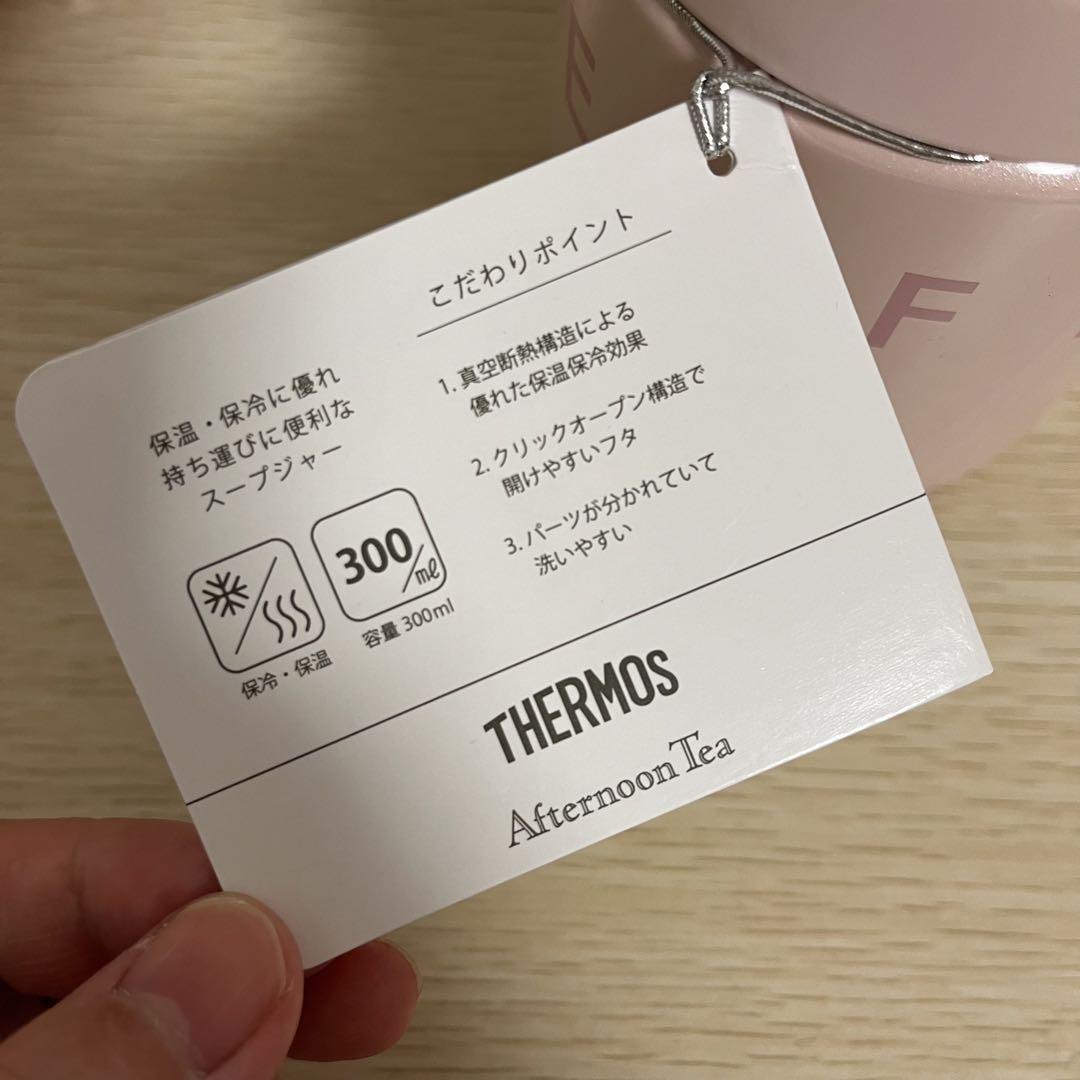 こだわりポイント
1. 真空断熱構造による
優れた保温保冷効果
2. クリックオープン構造で
開けやすいフタ
3. パーツが分かれていて
洗いやすい
保温・保冷に優れ
持ち運びに便利な
スープジャー
300/ml
保冷・保温
容量 300ml
THERMOS
Afternoon Tea
E
F